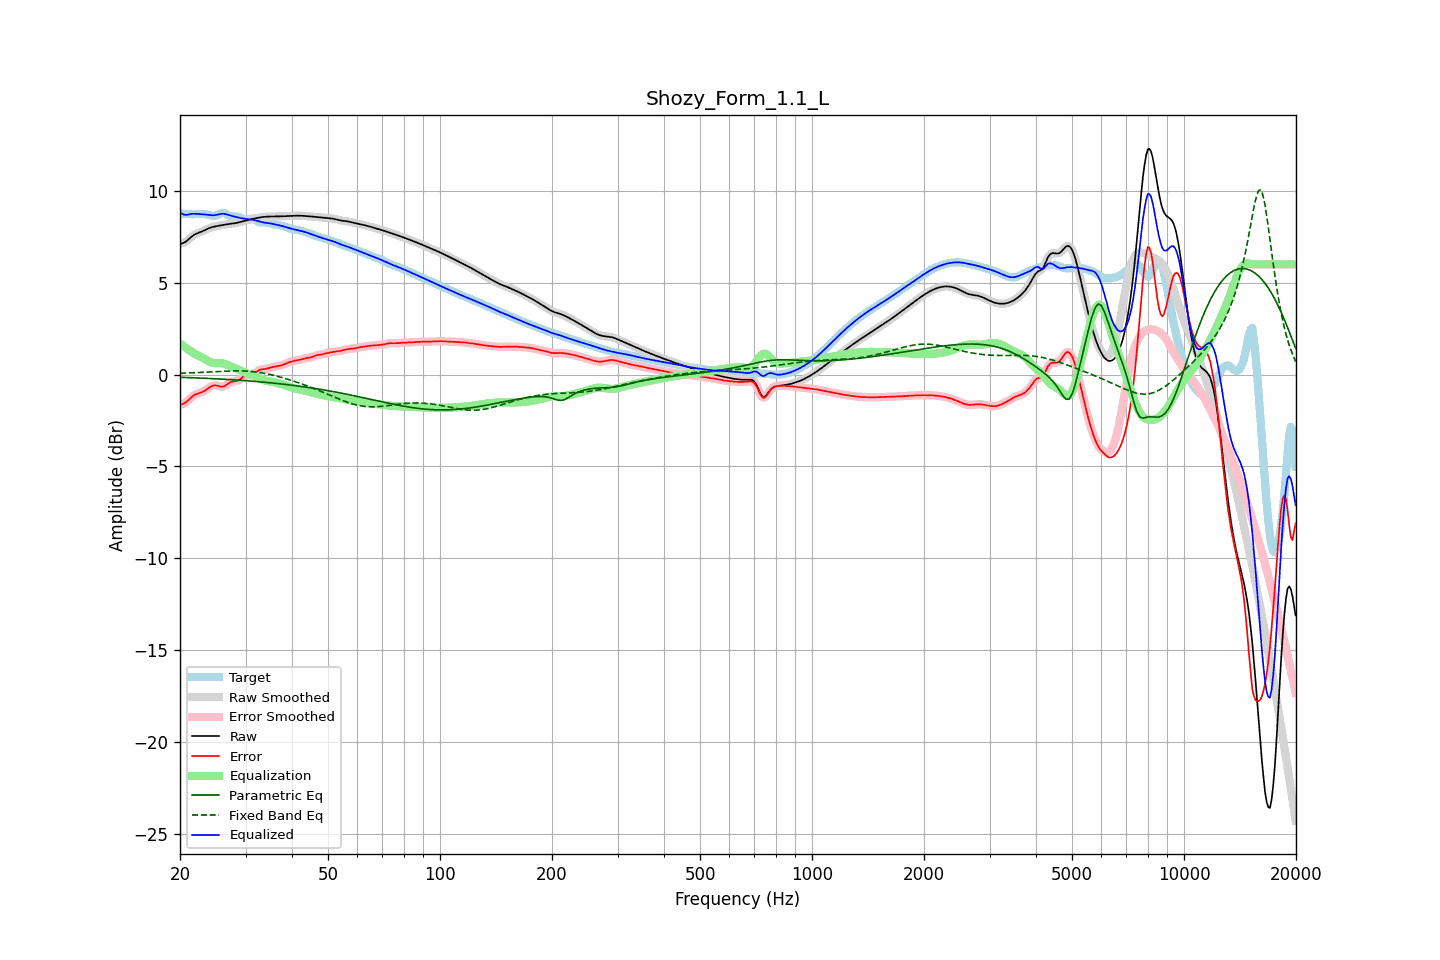 Shozy_Form_1.1_L
Amplitude (dBr)
10
5
0
−5
−10
−15
−20
−25
Target
Raw Smoothed
Error Smoothed
Raw
Error
Equalization
Parametric Eq
Fixed Band Eq
Equalized
20
50
100
200
500
1000
2000
5000
10000
20000
Frequency (Hz)